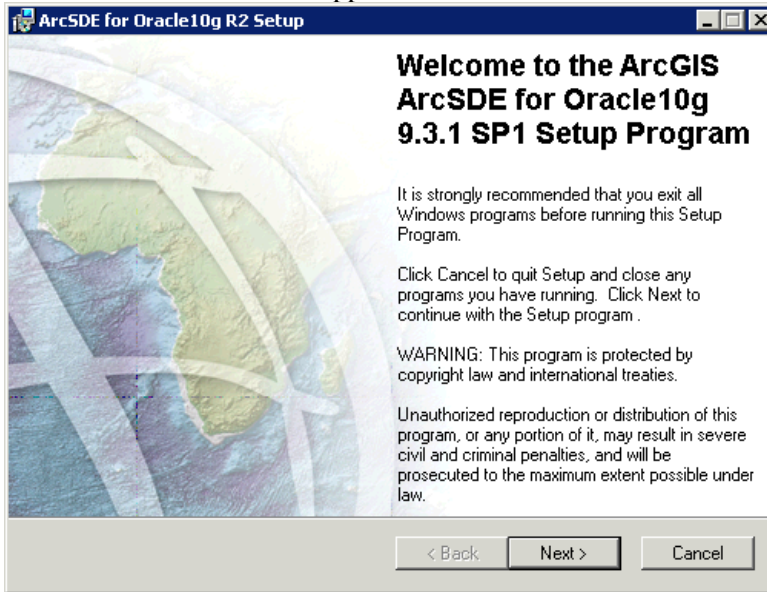 ArcSDE for Oracle10g R2 Setup
Welcome to the ArcGIS
ArcSDE for Oracle10g
9.3.1 SP1 Setup Program
It is strongly recommended that you exit all
Windows programs before running this Setup
Program.
Click Cancel to quit Setup and close any
programs you have running.  Click Next to
continue with the Setup program .
WARNING: This program is protected by
copyright law and international treaties.
Unauthorized reproduction or distribution of this
program, or any portion of it, may result in severe
civil and criminal penalties, and will be
prosecuted to the maximum extent possible under
law.
< Back Next > Cancel